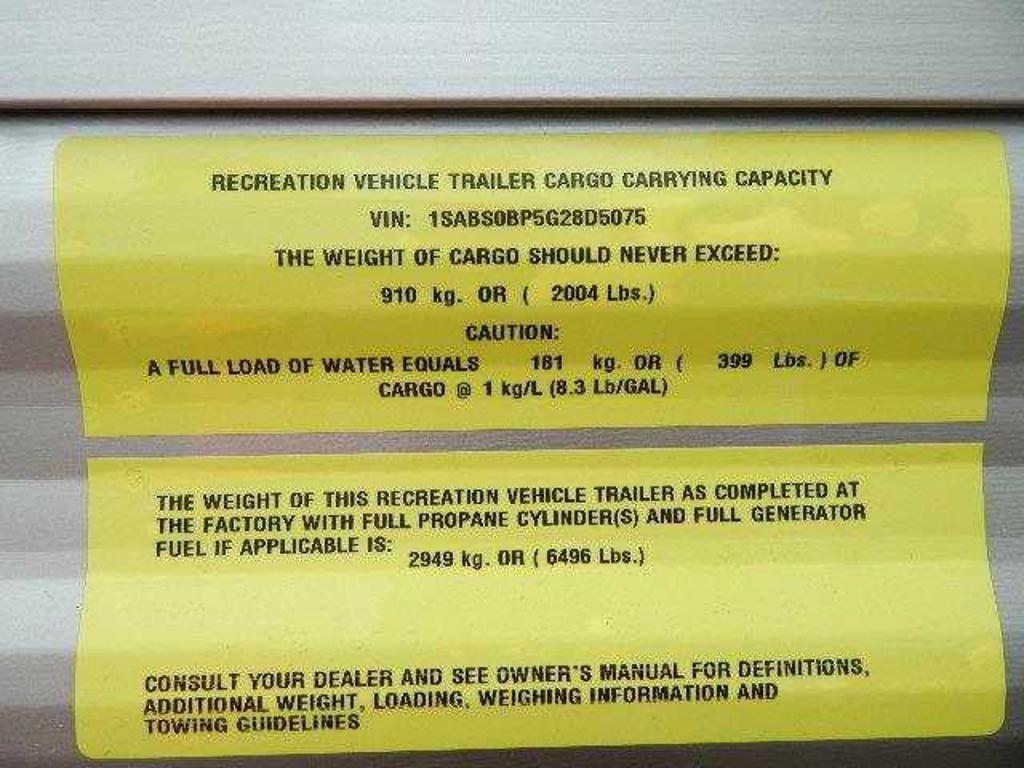 RECREATION VEHICLE TRAILER CARGO CARRYING CAPACITY
VIN: 1SABS0BP5G28D5075
THE WEIGHT OF CARGO SHOULD NEVER EXCEED:
910 kg. OR ( 2004 Lbs.)
CAUTION:
A FULL LOAD OF WATER EQUALS 181 kg. OR ( 399 Lbs. ) OF
CARGO @ 1 kg/L (8.3 Lb/GAL)
THE WEIGHT OF THIS RECREATION VEHICLE TRAILER AS COMPLETED AT
THE FACTORY WITH FULL PROPANE CYLINDER(S) AND FULL GENERATOR
FUEL IF APPLICABLE IS: 2949 kg. OR ( 6496 Lbs.)
CONSULT YOUR DEALER AND SEE OWNER'S MANUAL FOR DEFINITIONS,
ADDITIONAL WEIGHT, LOADING, WEIGHING INFORMATION AND
TOWING GUIDELINES